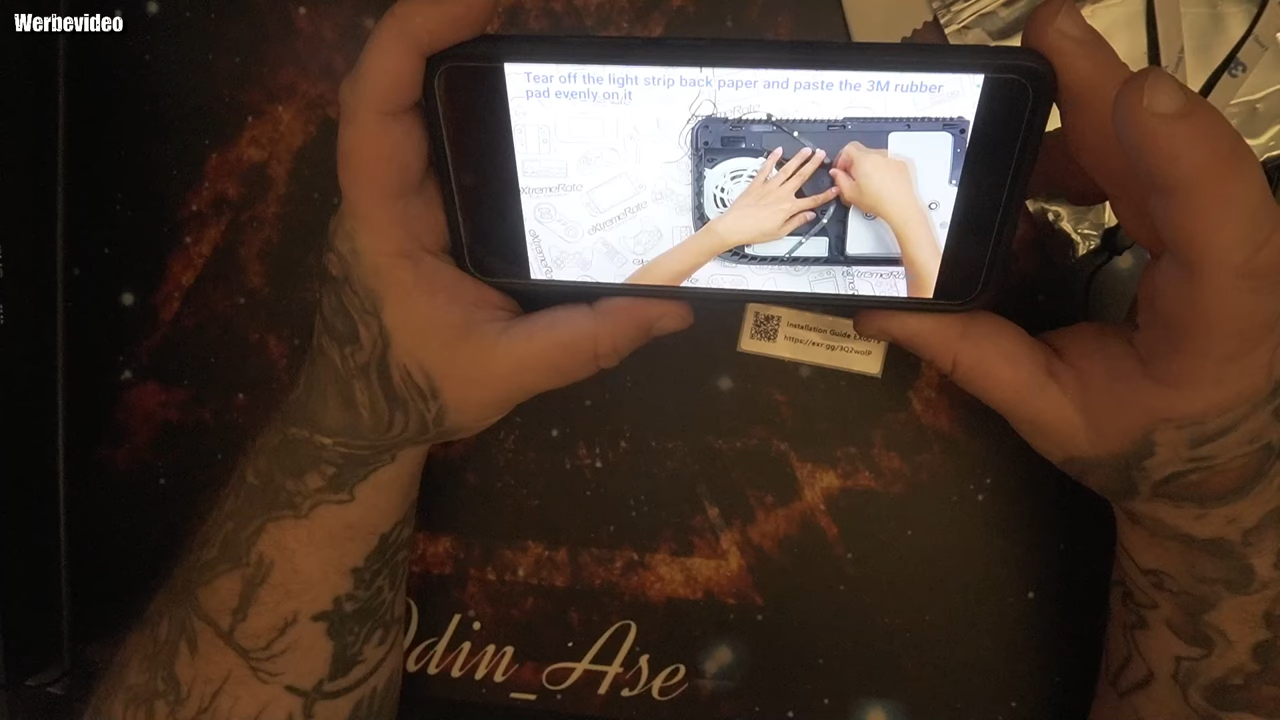 Werbevideo
Tear off the light strip back paper and paste the 3M rubber
pad evenly on it
eXtremeRate
eXtremeRate
Installation Guide
https://exr.gg/3Q2wolP
Odin_Ase